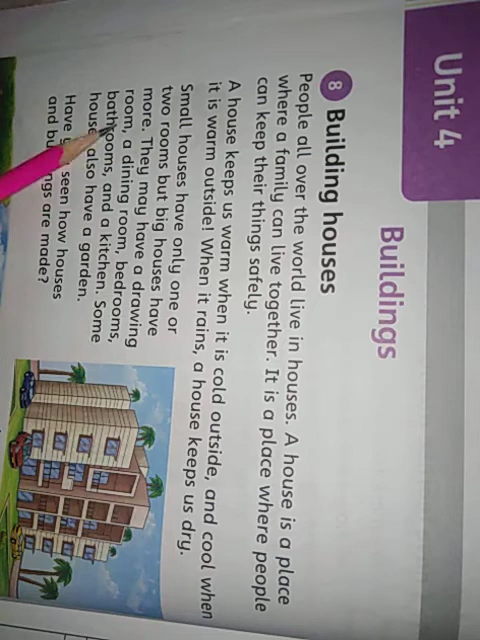 Unit 4
Buildings
8 Building houses
People all over the world live in houses. A house is a place
where a family can live together. It is a place where people
can keep their things safely.
A house keeps us warm when it is cold outside, and cool when
it is warm outside! When it rains, a house keeps us dry.
Small houses have only one or
two rooms but big houses have
more. They may have a drawing
room, a dining room, bedrooms,
bathrooms, and a kitchen. Some
houses also have a garden.
Have seen how houses
and are made?